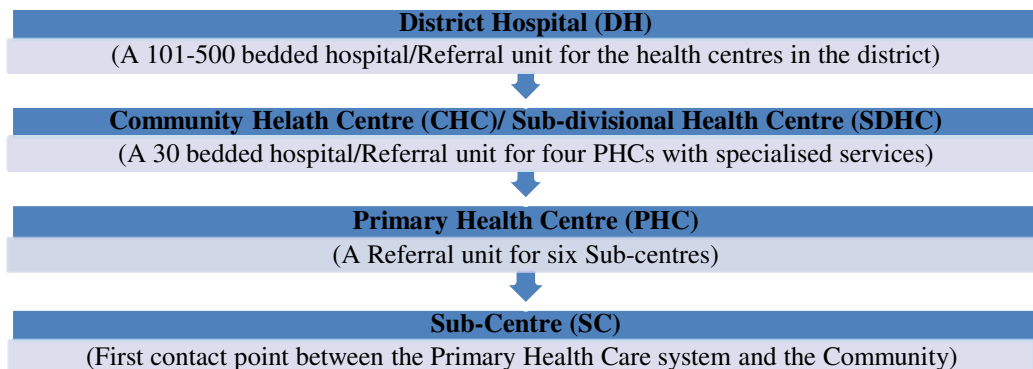 District Hospital (DH)
(A 101-500 bedded hospital/Referral unit for the health centres in the district)
Community Helath Centre (CHC)/ Sub-divisional Health Centre (SDHC)
(A 30 bedded hospital/Referral unit for four PHCs with specialised services)
Primary Health Centre (PHC)
(A Referral unit for six Sub-centres)
Sub-Centre (SC)
(First contact point between the Primary Health Care system and the Community)